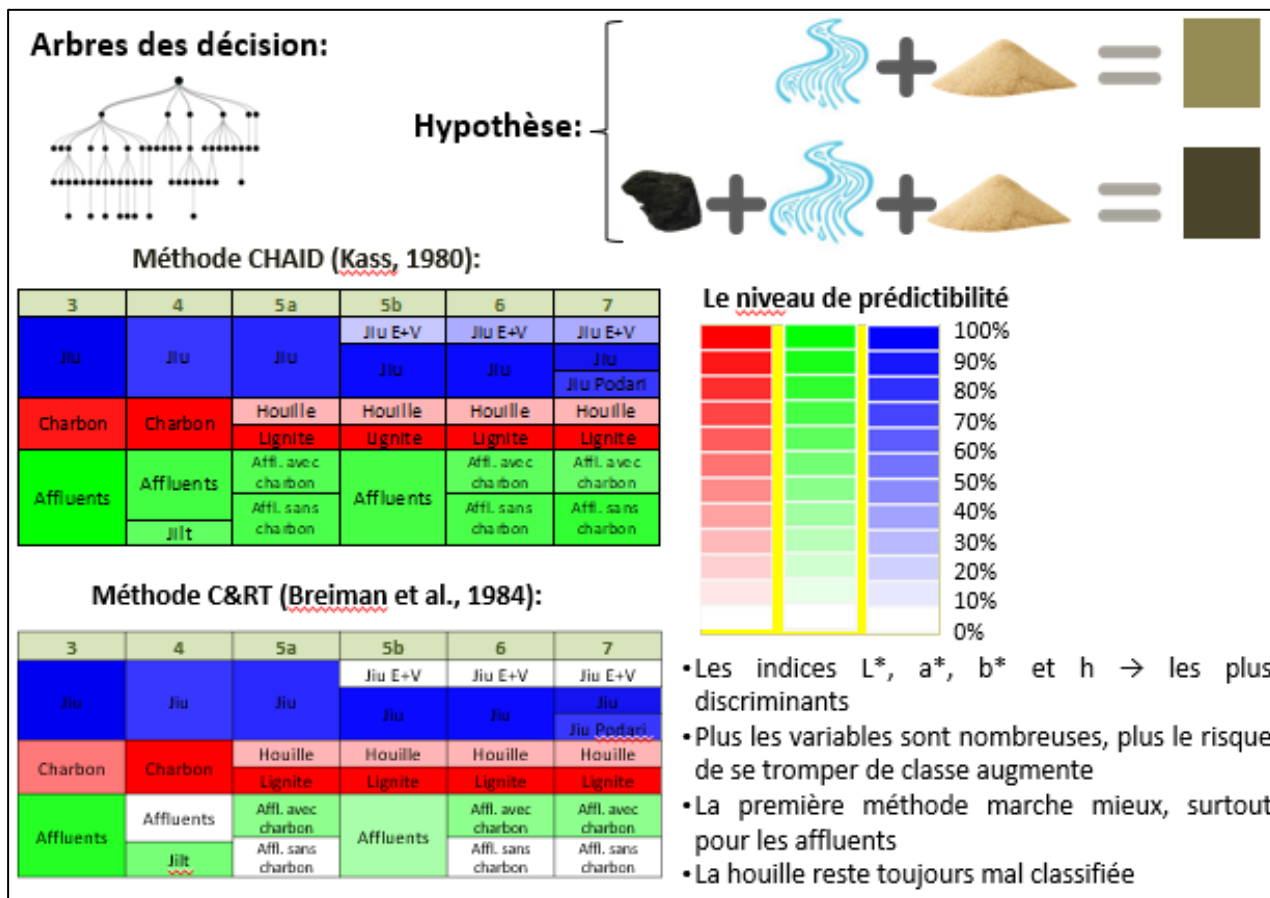 Arbres des décision:
Hypothèse:
Méthode CHAID (Kass, 1980):
3 4 5a 5b 6 7
Jiu Jiu Jiu Jiu E+V Jiu E+V Jiu E+V
Jiu Jiu Jiu
Jiu Podari
Charbon Charbon Houille Houille Houille Houille
Lignite Lignite Lignite Lignite
Affluents Affluents Affl. avec charbon Affluents Affl. avec charbon Affl. avec charbon
Jilt Affl. sans charbon Affl. sans charbon Affl. sans charbon
Le niveau de prédictibilité
100%
90%
80%
70%
60%
50%
40%
30%
20%
10%
0%
Méthode C&RT (Breiman et al., 1984):
3 4 5a 5b 6 7
Jiu Jiu Jiu Jiu E+V Jiu E+V Jiu E+V
Jiu Jiu Jiu
Jiu Podari
Charbon Charbon Houille Houille Houille Houille
Lignite Lignite Lignite Lignite
Affluents Affluents Affl. avec charbon Affluents Affl. avec charbon Affl. avec charbon
Jilt Affl. sans charbon Affl. sans charbon Affl. sans charbon
•Les indices L*, a*, b* et h → les plus
discriminants
•Plus les variables sont nombreuses, plus le risque
de se tromper de classe augmente
•La première méthode marche mieux, surtout
pour les affluents
•La houille reste toujours mal classifiée